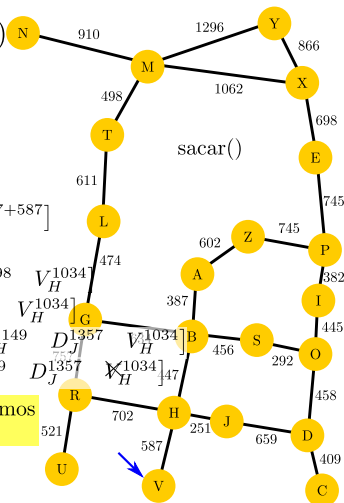 )
N
910
1296
Y
866
M
1062
X
498
698
T
sacar()
E
611
745
7+587]
L
602
Z
745
P
474
98
V_H^{1034}]
A
382
I
387
V_H^{1034}]
G
445
B
456
S
292
O
149
H
D_J^{1357}
V_H^{1034}]
9
D_J^{1357}
V_H^{1034}]
47
458
R
702
H
251
J
659
D
mos
521
587
409
U
V
C